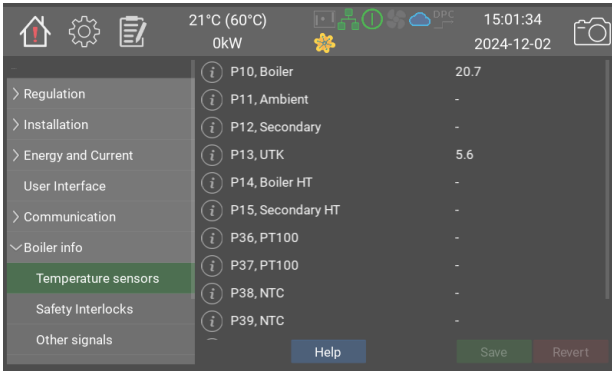 21°C (60°C)
0kW
DPC
15:01:34
2024-12-02
Regulation
Installation
Energy and Current
User Interface
Communication
Boiler info
Temperature sensors
Safety Interlocks
Other signals
P10, Boiler 20.7
P11, Ambient -
P12, Secondary -
P13, UTK 5.6
P14, Boiler HT -
P15, Secondary HT -
P36, PT100 -
P37, PT100 -
P38, NTC -
P39, NTC -
Help
Save
Revert